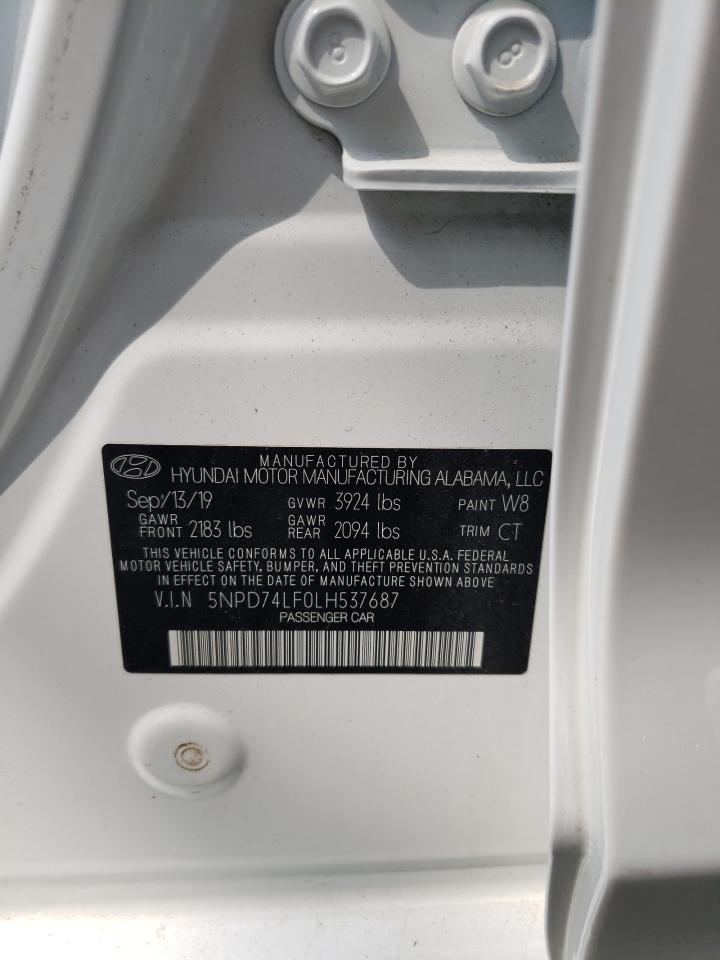 8
8
MANUFACTURED BY
HYUNDAI MOTOR MANUFACTURING ALABAMA, LLC
Sep/13/19 GVWR 3924 lbs PAINT W8
GAWR FRONT 2183 lbs GAWR REAR 2094 lbs TRIM CT
THIS VEHICLE CONFORMS TO ALL APPLICABLE U.S.A. FEDERAL
MOTOR VEHICLE SAFETY, BUMPER, AND THEFT PREVENTION STANDARDS
IN EFFECT ON THE DATE OF MANUFACTURE SHOWN ABOVE
V.I.N 5NPD74LF0LH537687
PASSENGER CAR